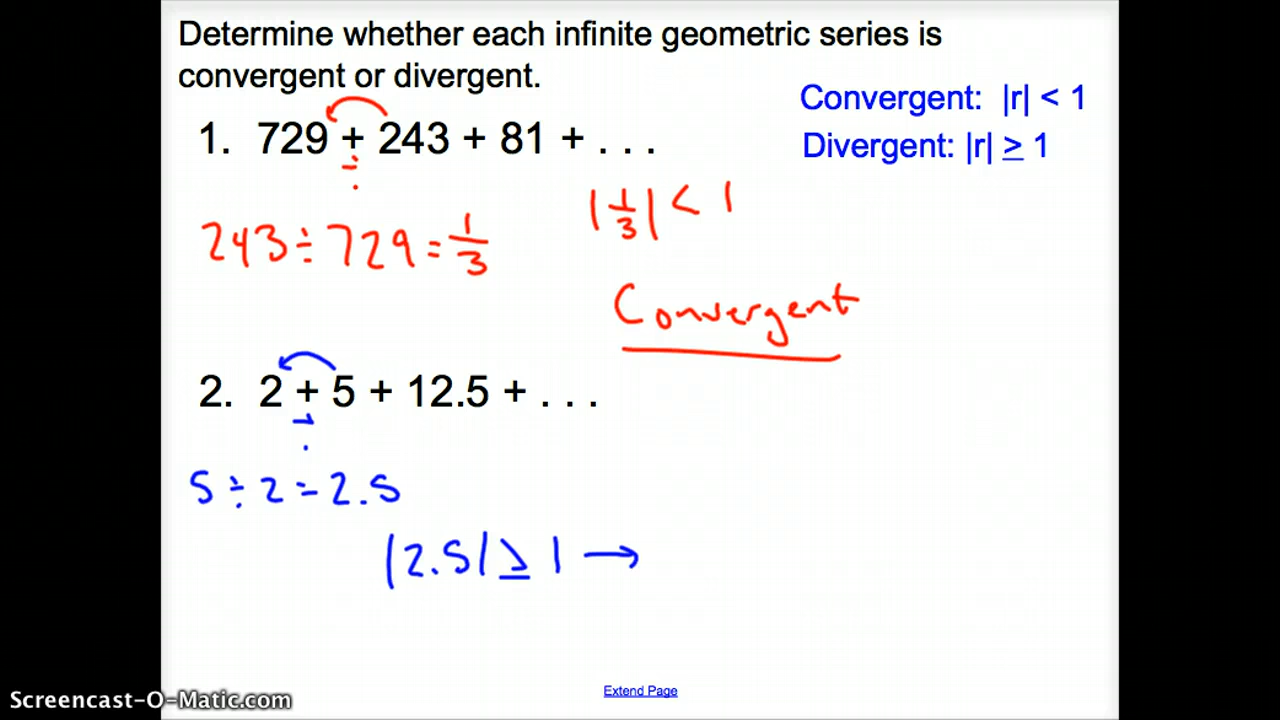 Determine whether each infinite geometric series is
convergent or divergent.
Convergent: |r| < 1
Divergent: |r| ≥ 1
1. 729 + 243 + 81 + . . .
÷
243 ÷ 729 = 1/3
|1/3| < 1
Convergent
2. 2 + 5 + 12.5 + . . .
÷
5 ÷ 2 = 2.5
|2.5| ≥ 1 →
Extend Page
Screencast-O-Matic.com